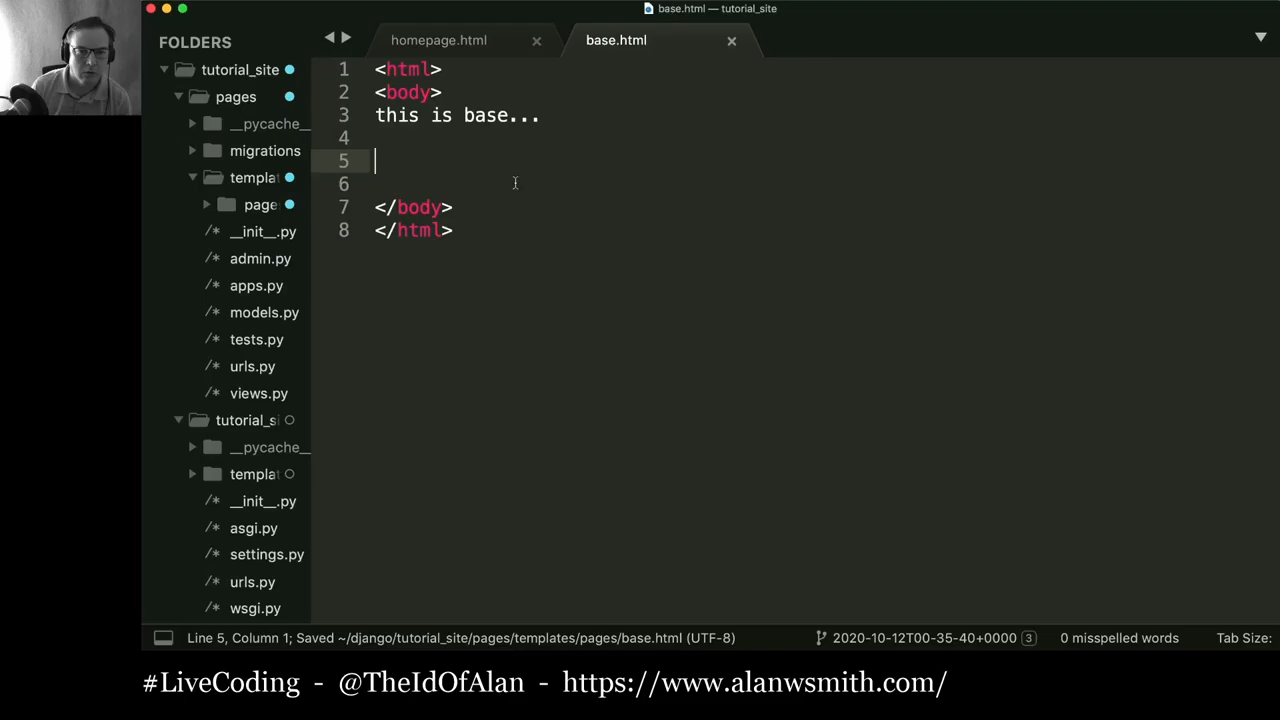 base.html — tutorial_site
FOLDERS
tutorial_site
pages
__pycache_
migrations
templa
page
__init__.py
admin.py
apps.py
models.py
tests.py
urls.py
views.py
tutorial_si
__pycache_
templa
__init__.py
asgi.py
settings.py
urls.py
wsgi.py
homepage.html
base.html
1 <html>
2 <body>
3 this is base...
4
5
6
7 </body>
8 </html>
Line 5, Column 1; Saved ~/django/tutorial_site/pages/templates/pages/base.html (UTF-8)
2020-10-12T00-35-40+0000 3
0 misspelled words
Tab Size:
#LiveCoding - @TheIdOfAlan - https://www.alanwsmith.com/